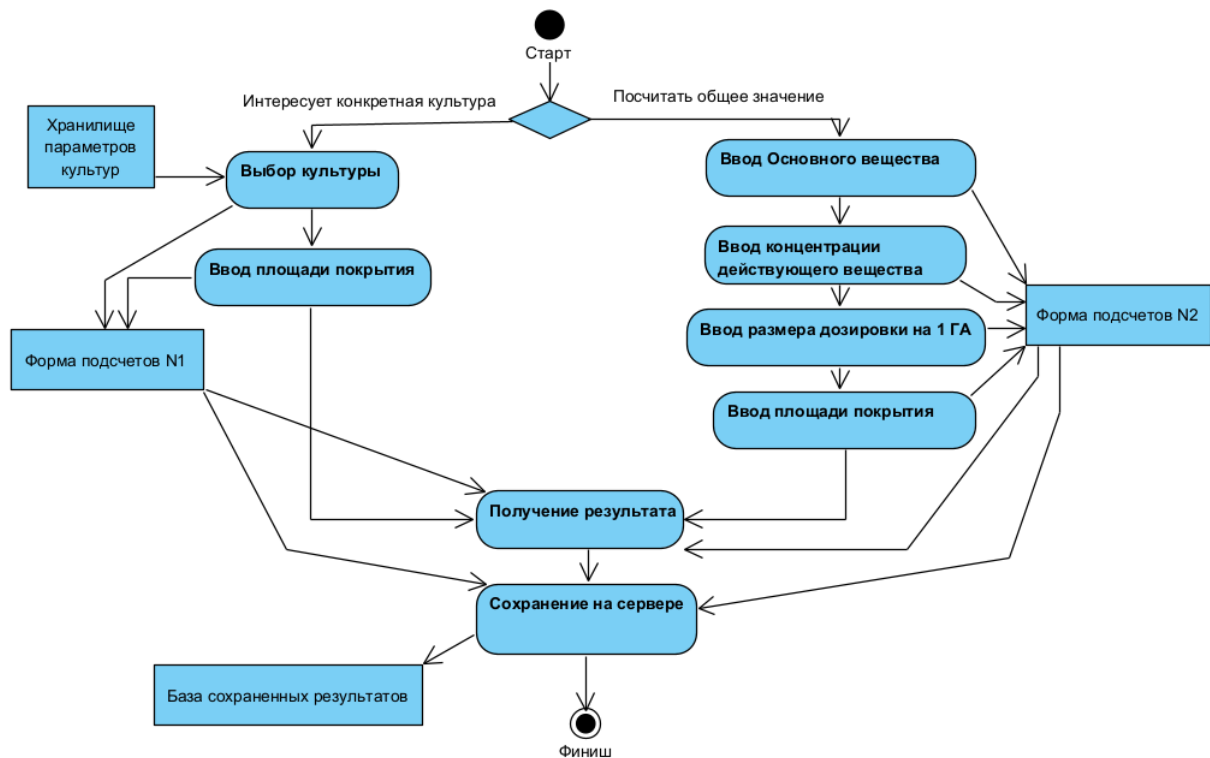 Старт
Интересует конкретная культура
Посчитать общее значение
Хранилище
параметров
культур
Выбор культуры
Ввод Основного вещества
Ввод площади покрытия
Ввод концентрации
действующего вещества
Форма подсчетов N1
Ввод размера дозировки на 1 ГА
Форма подсчетов N2
Ввод площади покрытия
Получение результата
Сохранение на сервере
База сохраненных результатов
Финиш